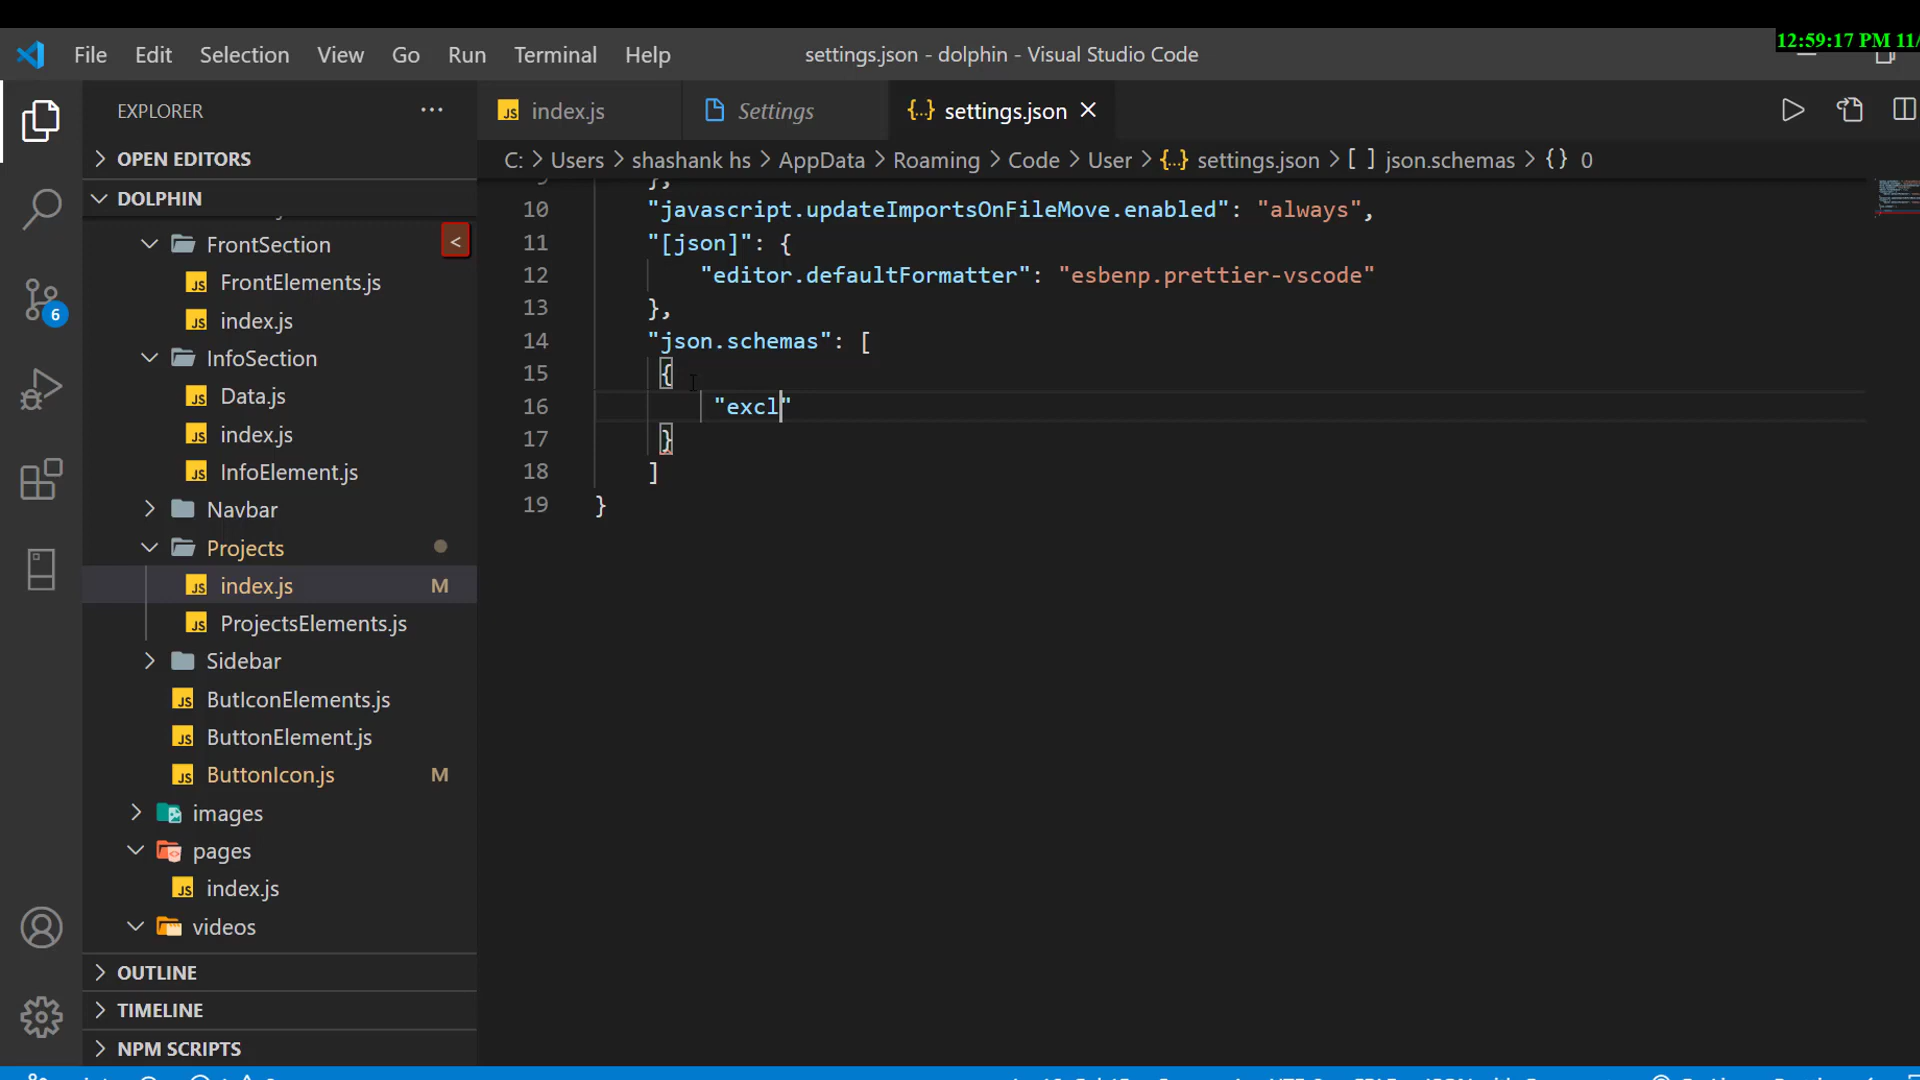 12:59:17 PM 11/
File Edit Selection View Go Run Terminal Help
settings.json - dolphin - Visual Studio Code
EXPLORER
OPEN EDITORS
DOLPHIN
FrontSection
<
FrontElements.js
index.js
InfoSection
Data.js
index.js
InfoElement.js
Navbar
Projects
index.js M
ProjectsElements.js
Sidebar
ButIconElements.js
ButtonElement.js
ButtonIcon.js M
images
pages
index.js
videos
OUTLINE
TIMELINE
NPM SCRIPTS
6
index.js Settings settings.json
C: > Users > shashank hs > AppData > Roaming > Code > User > {..} settings.json > [ ] json.schemas > {} 0
9 },
10 "javascript.updateImportsOnFileMove.enabled": "always",
11 "[json]": {
12 "editor.defaultFormatter": "esbenp.prettier-vscode"
13 },
14 "json.schemas": [
15 {
16 "excl"
17 }
18 ]
19 }